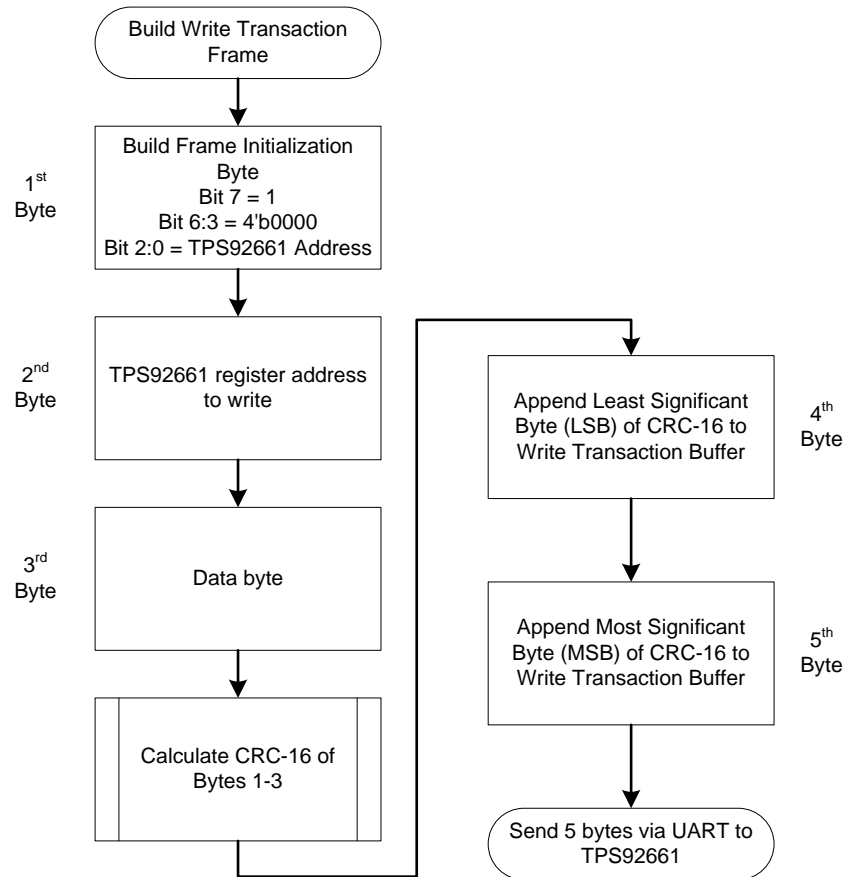 Build Write Transaction
Frame
1st
Byte
Build Frame Initialization
Byte
Bit 7 = 1
Bit 6:3 = 4'b0000
Bit 2:0 = TPS92661 Address
2nd
Byte
TPS92661 register address
to write
3rd
Byte
Data byte
Calculate CRC-16 of
Bytes 1-3
Append Least Significant
Byte (LSB) of CRC-16 to
Write Transaction Buffer
4th
Byte
Append Most Significant
Byte (MSB) of CRC-16 to
Write Transaction Buffer
5th
Byte
Send 5 bytes via UART to
TPS92661